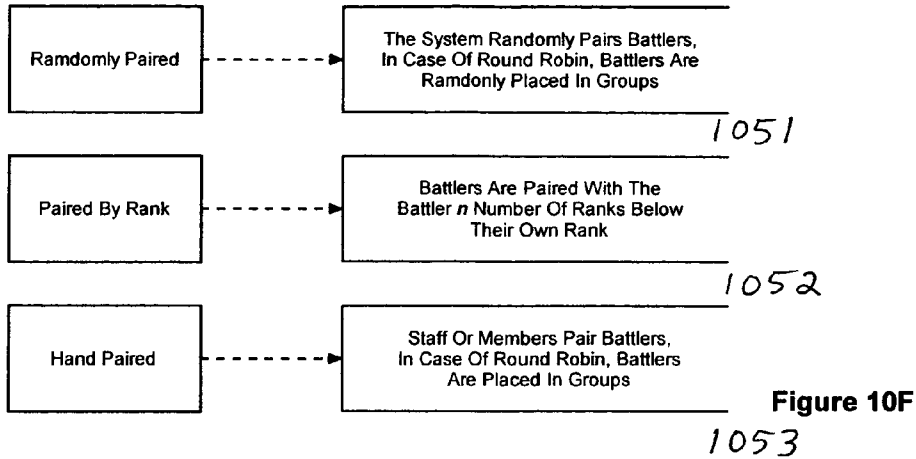 Ramdomly Paired
The System Randomly Pairs Battlers,
In Case Of Round Robin, Battlers Are
Ramdonly Placed In Groups
1051
Paired By Rank
Battlers Are Paired With The
Battler n Number Of Ranks Below
Their Own Rank
1052
Hand Paired
Staff Or Members Pair Battlers,
In Case Of Round Robin, Battlers
Are Placed In Groups
Figure 10F
1053